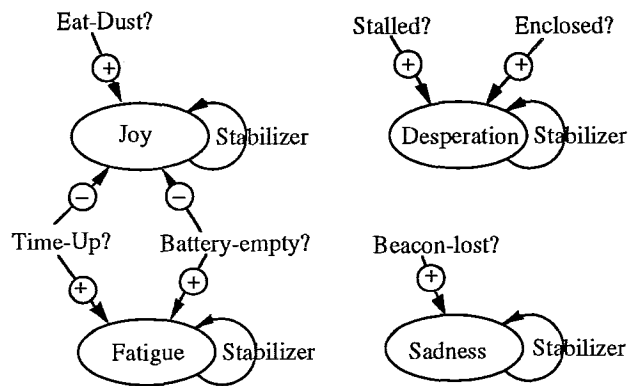 Eat-Dust?
+
Joy
Stabilizer
−
−
Time-Up?
Battery-empty?
+
+
Fatigue
Stabilizer
Stalled?
Enclosed?
+
+
Desperation
Stabilizer
Beacon-lost?
+
Sadness
Stabilizer